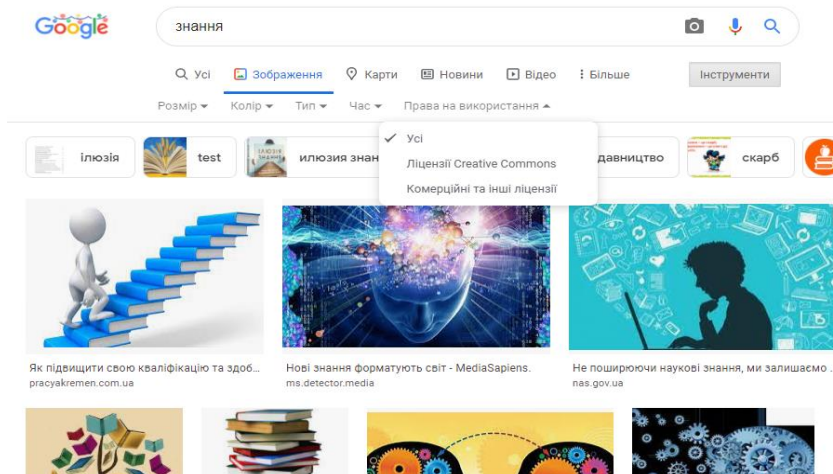 Google
знання
Усі Зображення Карти Новини Відео Більше Інструменти
Розмір Колір Тип Час Права на використання
Усі
Ліцензії Creative Commons
Комерційні та інші ліцензії
ілюзія test илюзия знан давництво скарб
Як підвищити свою кваліфікацію та здоб...
pracyakremen.com.ua
Нові знання форматують світ - MediaSapiens.
ms.detector.media
Не поширюючи наукові знання, ми залишаємо .
nas.gov.ua